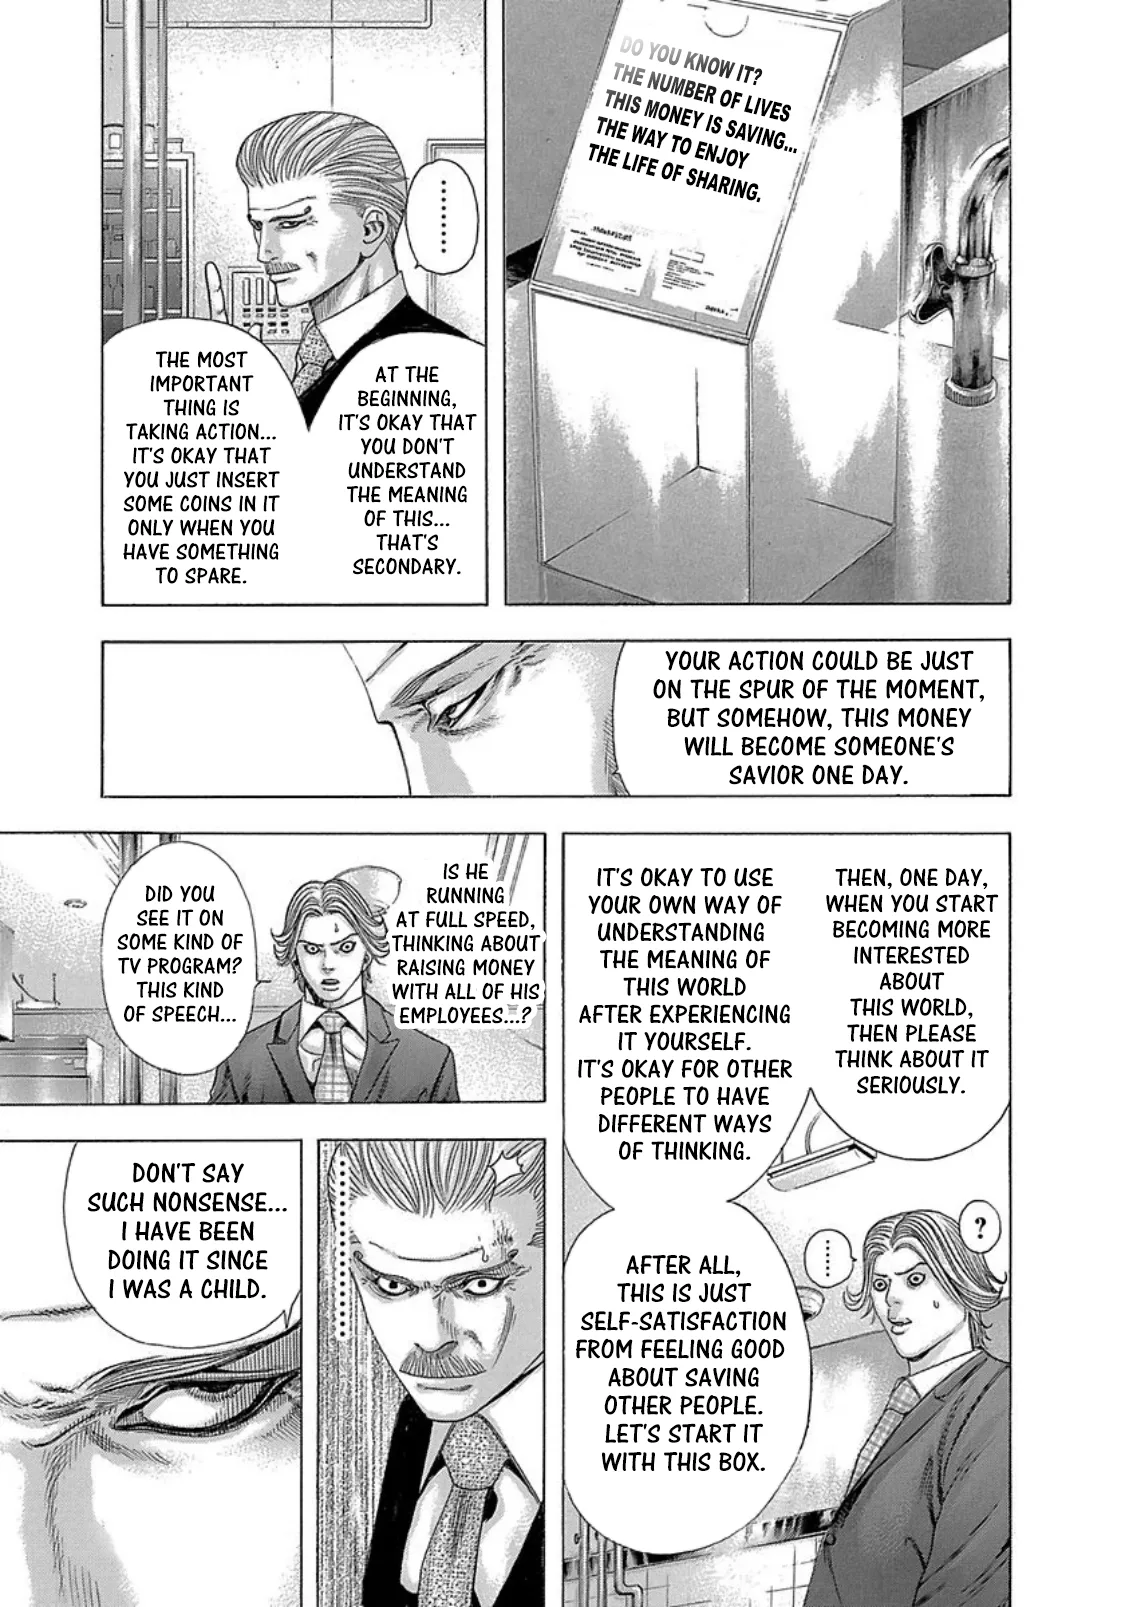 DO YOU KNOW IT?
THE NUMBER OF LIVES
THIS MONEY IS SAVING...
THE WAY TO ENJOY
THE LIFE OF SHARING.
AT THE
BEGINNING,
IT'S OKAY THAT
YOU DON'T
UNDERSTAND
THE MEANING
OF THIS...
THAT'S
SECONDARY.
THE MOST
IMPORTANT
THING IS
TAKING ACTION...
IT'S OKAY THAT
YOU JUST INSERT
SOME COINS IN IT
ONLY WHEN YOU
HAVE SOMETHING
TO SPARE.
YOUR ACTION COULD BE JUST
ON THE SPUR OF THE MOMENT,
BUT SOMEHOW, THIS MONEY
WILL BECOME SOMEONE'S
SAVIOR ONE DAY.
THEN, ONE DAY,
WHEN YOU START
BECOMING MORE
INTERESTED
ABOUT
THIS WORLD,
THEN PLEASE
THINK ABOUT IT
SERIOUSLY.
IT'S OKAY TO USE
YOUR OWN WAY OF
UNDERSTANDING
THE MEANING OF
THIS WORLD
AFTER EXPERIENCING
IT YOURSELF.
IT'S OKAY FOR OTHER
PEOPLE TO HAVE
DIFFERENT WAYS
OF THINKING.
?
AFTER ALL,
THIS IS JUST
SELF-SATISFACTION
FROM FEELING GOOD
ABOUT SAVING
OTHER PEOPLE.
LET'S START IT
WITH THIS BOX.
IS HE
RUNNING
AT FULL SPEED,
THINKING ABOUT
RAISING MONEY
WITH ALL OF HIS
EMPLOYEES...?
DID YOU
SEE IT ON
SOME KIND OF
TV PROGRAM?
THIS KIND
OF SPEECH...
DON'T SAY
SUCH NONSENSE...
I HAVE BEEN
DOING IT SINCE
I WAS A CHILD.